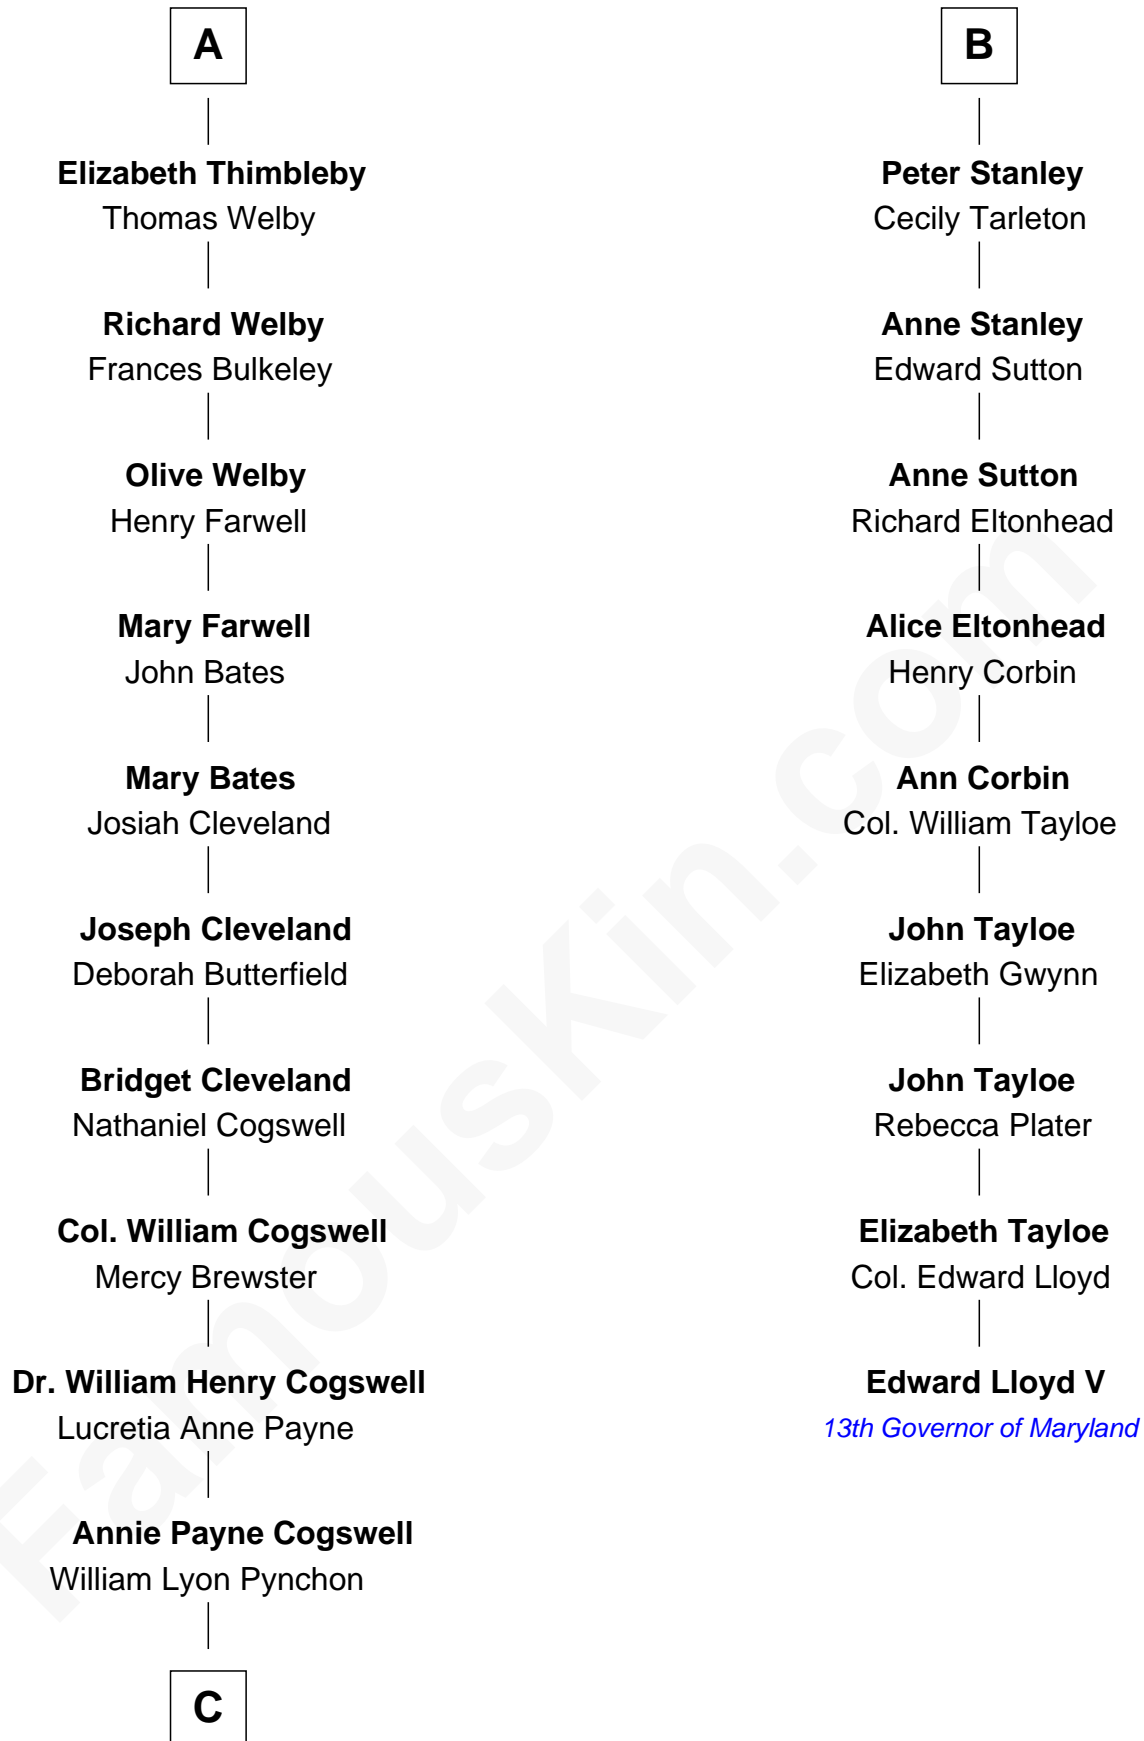 A
Elizabeth Thimbleby
Thomas Welby
Richard Welby
Frances Bulkeley
Olive Welby
Henry Farwell
Mary Farwell
John Bates
Mary Bates
Josiah Cleveland
Joseph Cleveland
Deborah Butterfield
Bridget Cleveland
Nathaniel Cogswell
Col. William Cogswell
Mercy Brewster
Dr. William Henry Cogswell
Lucretia Anne Payne
Annie Payne Cogswell
William Lyon Pynchon
C
B
Peter Stanley
Cecily Tarleton
Anne Stanley
Edward Sutton
Anne Sutton
Richard Eltonhead
Alice Eltonhead
Henry Corbin
Ann Corbin
Col. William Tayloe
John Tayloe
Elizabeth Gwynn
John Tayloe
Rebecca Plater
Elizabeth Tayloe
Col. Edward Lloyd
Edward Lloyd V
13th Governor of Maryland
FamousKin.com